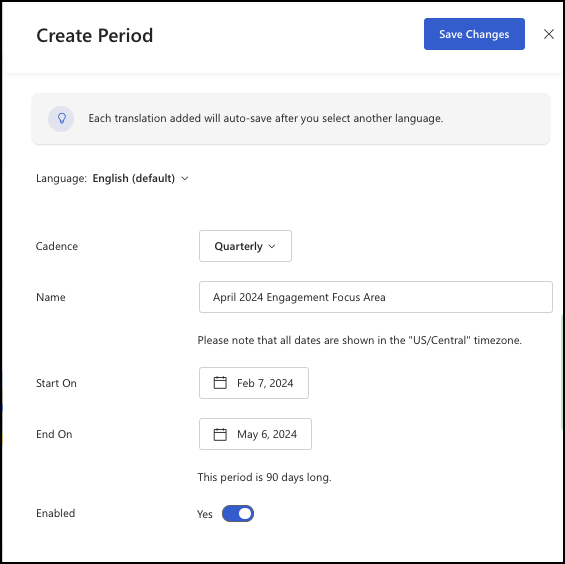 Create Period
Save Changes
Each translation added will auto-save after you select another language.
Language: English (default)
Cadence
Quarterly
Name
April 2024 Engagement Focus Area
Please note that all dates are shown in the "US/Central" timezone.
Start On
Feb 7, 2024
End On
May 6, 2024
This period is 90 days long.
Enabled
Yes